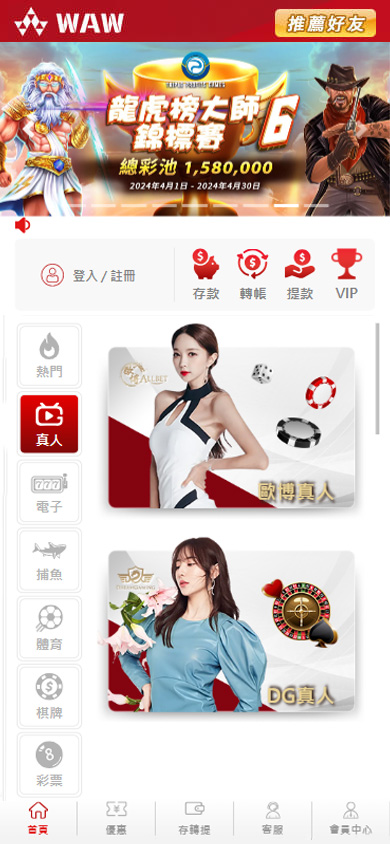 WAW
推薦好友
龍虎榜大師
錦標賽
6
總彩池 1,580,000
2024年4月1日 - 2024年4月30日
登入 / 註冊
存款
轉帳
提款
VIP
熱門
真人
電子
捕魚
體育
棋牌
彩票
ALLBET
歐博真人
DG真人
777
8
首頁
優惠
存轉提
客服
會員中心